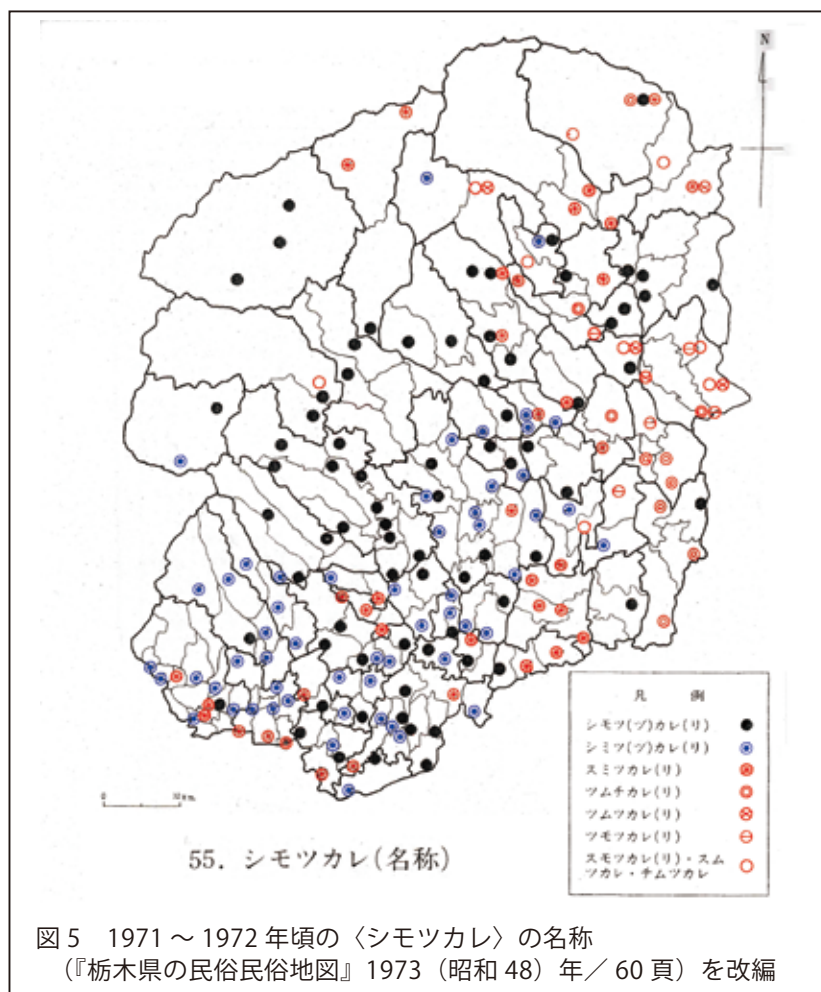 N
0
10km.
55. シモツカレ(名称)
凡 例
シモツ(ヅ)カレ(リ)
シミツ(ヅ)カレ(リ)
スミツカレ(リ)
ツムチカレ(リ)
ツムツカレ(リ)
ツモツカレ(リ)
スモツカレ(リ)・スム
ツカレ・チムツカレ
図 5 1971 〜 1972 年頃の〈シモツカレ〉の名称
(『栃木県の民俗民俗地図』1973(昭和 48)年／ 60 頁)を改編